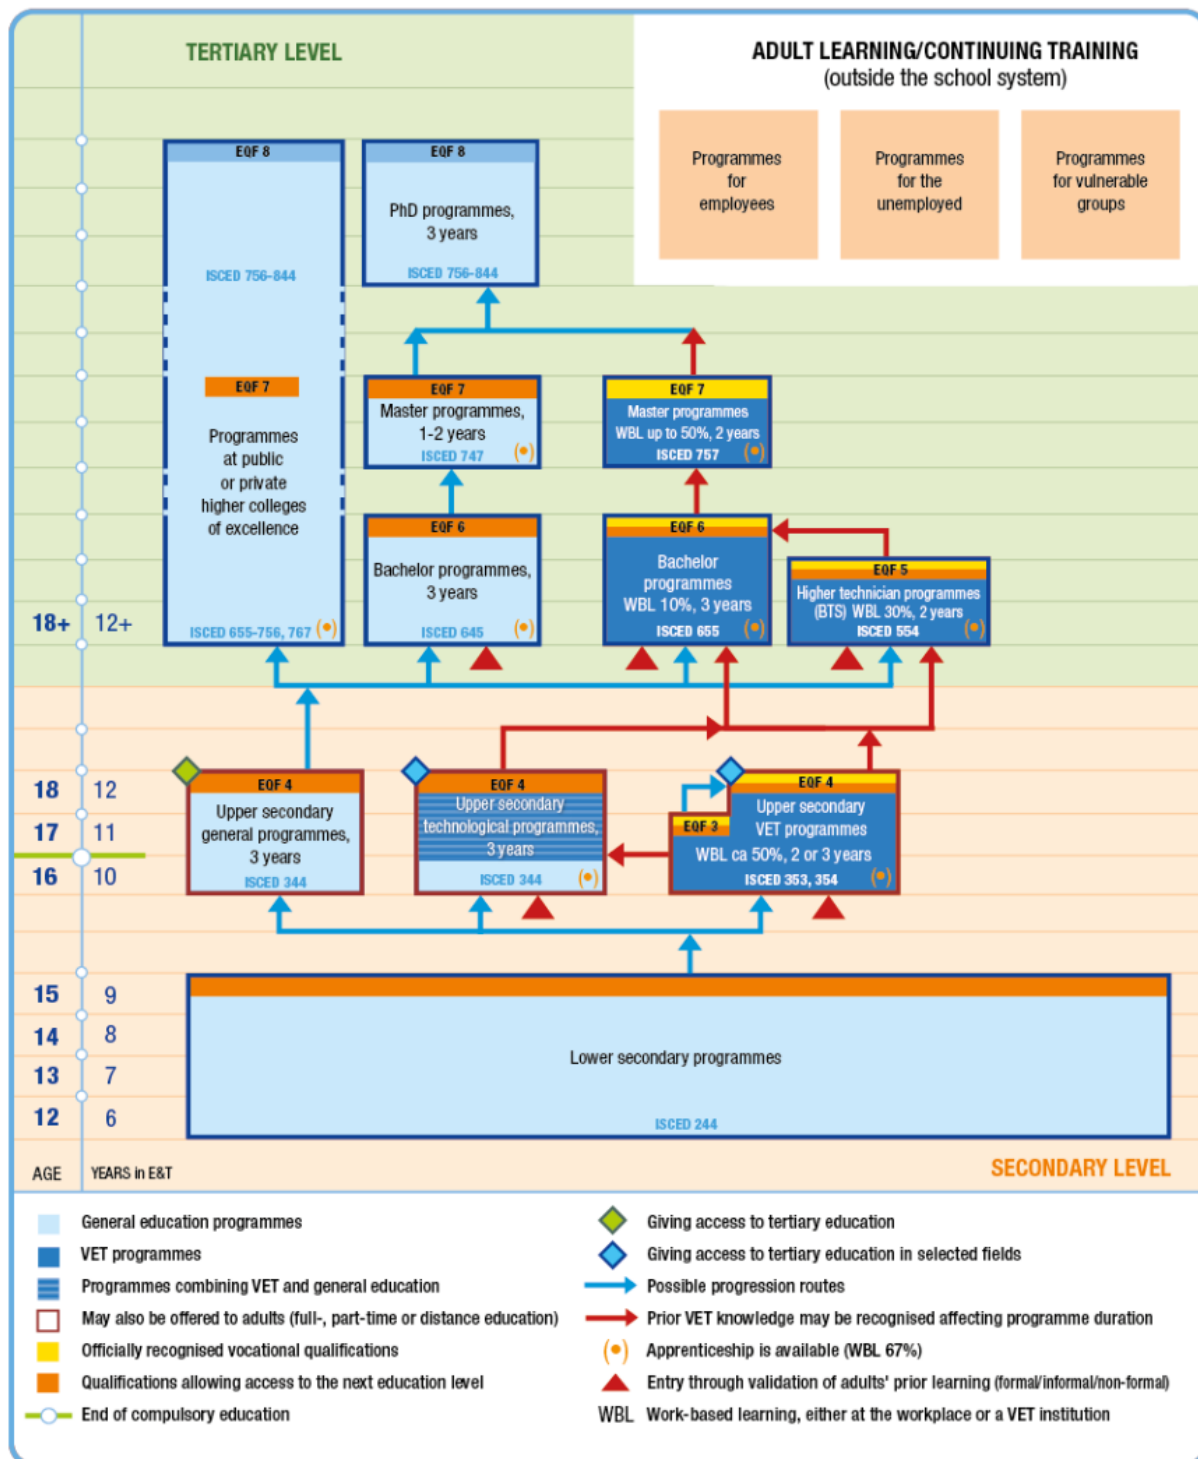 TERTIARY LEVEL
ADULT LEARNING/CONTINUING TRAINING
(outside the school system)
Programmes
for
employees
Programmes
for the
unemployed
Programmes
for vulnerable
groups
EQF 8
ISCED 756-844
EQF 7
Programmes
at public
or private
higher colleges
of excellence
ISCED 655-756, 767 (•)
EQF 8
PhD programmes,
3 years
ISCED 756-844
EQF 7
Master programmes,
1-2 years
ISCED 747 (•)
EQF 7
Master programmes
WBL up to 50%, 2 years
ISCED 757 (•)
EQF 6
Bachelor programmes,
3 years
ISCED 645 (•)
EQF 6
Bachelor
programmes
WBL 10%, 3 years
ISCED 655 (•)
EQF 5
Higher technician programmes
(BTS) WBL 30%, 2 years
ISCED 554 (•)
18+ 12+
EQF 4
Upper secondary
general programmes,
3 years
ISCED 344
EQF 4
Upper secondary
technological programmes,
3 years
ISCED 344 (•)
EQF 3
EQF 4
Upper secondary
VET programmes
WBL ca 50%, 2 or 3 years
ISCED 353, 354 (•)
18 12
17 11
16 10
15 9
14 8
13 7
12 6
Lower secondary programmes
ISCED 244
AGE YEARS in E&T
SECONDARY LEVEL
General education programmes
VET programmes
Programmes combining VET and general education
May also be offered to adults (full-, part-time or distance education)
Officially recognised vocational qualifications
Qualifications allowing access to the next education level
End of compulsory education
Giving access to tertiary education
Giving access to tertiary education in selected fields
Possible progression routes
Prior VET knowledge may be recognised affecting programme duration
(•) Apprenticeship is available (WBL 67%)
Entry through validation of adults' prior learning (formal/informal/non-formal)
WBL Work-based learning, either at the workplace or a VET institution